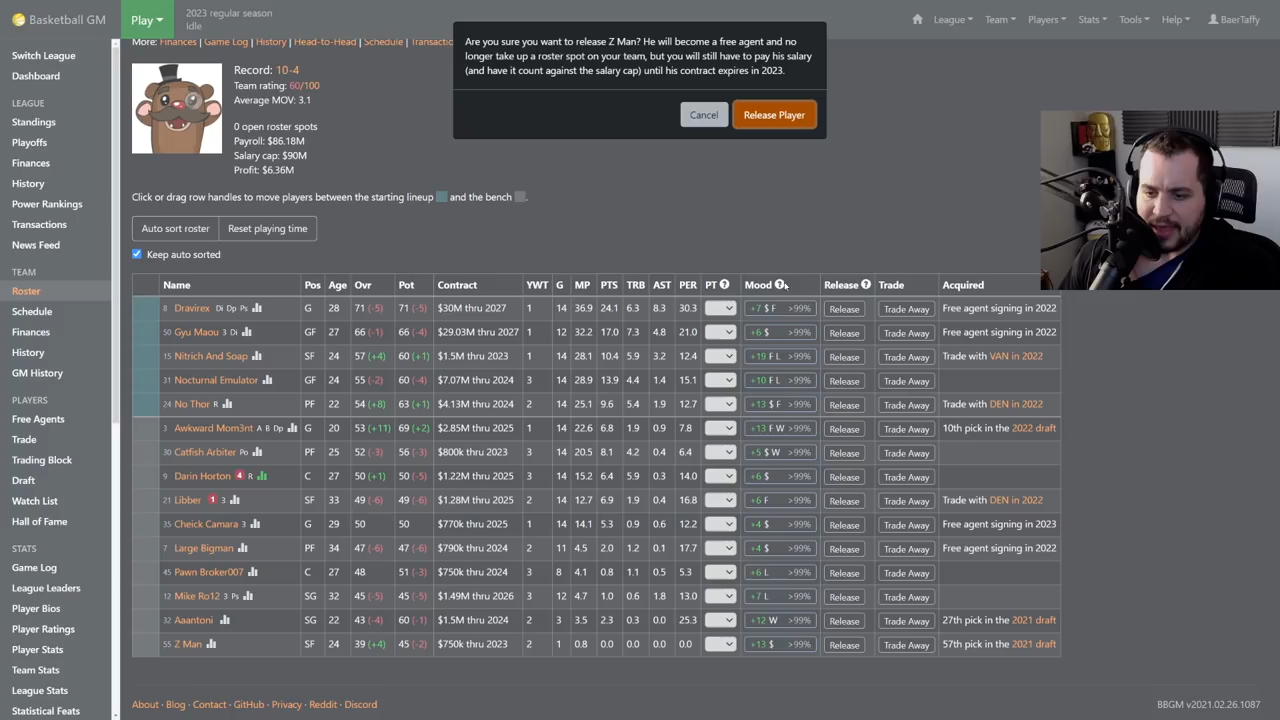 Basketball GM
Play
2023 regular season
idle
League
Team
Players
Stats
Tools
Help
BaerTaffy
Switch League
Dashboard
LEAGUE
Standings
Playoffs
Finances
History
Power Rankings
Transactions
News Feed
TEAM
Roster
Schedule
Finances
History
GM History
PLAYERS
Free Agents
Trade
Trading Block
Draft
Watch List
Hall of Fame
STATS
Game Log
League Leaders
Player Bios
Player Ratings
Player Stats
Team Stats
League Stats
Statistical Feats
More: Finances | Game Log | History | Head-to-Head | Schedule | Transactio
Record: 10-4
Team rating: 60/100
Average MOV: 3.1
0 open roster spots
Payroll: $86.18M
Salary cap: $90M
Profit: $6.36M
Are you sure you want to release Z Man? He will become a free agent and no
longer take up a roster spot on your team, but you will still have to pay his salary
(and have it count against the salary cap) until his contract expires in 2023.
Cancel Release Player
Click or drag row handles to move players between the starting lineup and the bench .
Auto sort roster Reset playing time
Keep auto sorted
Name Pos Age Ovr Pot Contract YWT G MP PTS TRB AST PER PT Mood Release Trade Acquired
8 Dravirex Di Dp Ps G 28 71 (-5) 71 (-5) $30M thru 2027 1 14 36.9 24.1 6.3 8.3 30.3 +7 $ F >99% Release Trade Away Free agent signing in 2022
50 Gyu Maou 3 Di GF 27 66 (-1) 66 (-4) $29.03M thru 2027 1 12 32.2 17.0 7.3 4.8 21.0 +6 $ >99% Release Trade Away Free agent signing in 2022
15 Nitrich And Soap SF 24 57 (+4) 60 (+1) $1.5M thru 2023 1 14 28.1 10.4 5.9 3.2 12.4 +19 F L >99% Release Trade Away Trade with VAN in 2022
31 Nocturnal Emulator GF 24 55 (-2) 60 (-4) $7.07M thru 2024 3 14 28.9 13.9 4.4 1.4 15.1 +10 F L >99% Release Trade Away
24 No Thor R PF 22 54 (+8) 63 (+1) $4.13M thru 2024 2 14 25.1 9.6 5.4 1.9 12.7 +13 $ F >99% Release Trade Away Trade with DEN in 2022
3 Awkward Mom3nt A B Dp G 20 53 (+11) 69 (+2) $2.85M thru 2025 1 14 22.6 6.8 1.9 0.9 7.8 +13 F W >99% Release Trade Away 10th pick in the 2022 draft
30 Catfish Arbiter Po PF 25 52 (-3) 56 (-3) $800k thru 2023 3 14 20.5 8.1 4.2 0.4 6.4 +5 $ W >99% Release Trade Away
9 Darin Horton 4 R C 27 50 (+1) 50 (-5) $1.22M thru 2025 3 14 15.2 6.4 5.9 0.3 14.0 +6 $ >99% Release Trade Away
21 Libber 1 3 SF 33 49 (-6) 49 (-6) $1.28M thru 2025 2 14 12.7 6.9 1.9 0.4 16.8 +6 F >99% Release Trade Away Trade with DEN in 2022
35 Cheick Camara 3 G 29 50 50 $770k thru 2025 1 14 14.1 5.3 0.9 0.6 12.2 +4 $ >99% Release Trade Away Free agent signing in 2023
7 Large Bigman PF 34 47 (-6) 47 (-6) $790k thru 2024 1 11 4.5 2.0 1.2 0.1 17.7 +4 $ >99% Release Trade Away Free agent signing in 2022
45 Pawn Broker007 C 27 48 51 (-3) $750k thru 2024 3 8 4.1 0.8 1.1 0.5 5.3 +6 L >99% Release Trade Away
12 Mike Ro12 3 Ps SG 32 45 (-5) 45 (-5) $1.49M thru 2026 3 12 4.7 1.0 0.6 1.8 13.0 +7 L >99% Release Trade Away
32 Aaantoni SG 22 43 (-4) 60 (-1) $1.5M thru 2024 2 3 3.5 2.3 0.3 0.0 25.3 +12 W >99% Release Trade Away 27th pick in the 2021 draft
55 Z Man SF 24 39 (+4) 45 (-2) $750k thru 2023 2 1 0.8 0.0 0.0 0.0 0.0 +13 $ >99% Release Trade Away 57th pick in the 2021 draft
About · Blog · Contact · GitHub · Privacy · Reddit · Discord
BBGM v2021.02.26.1087